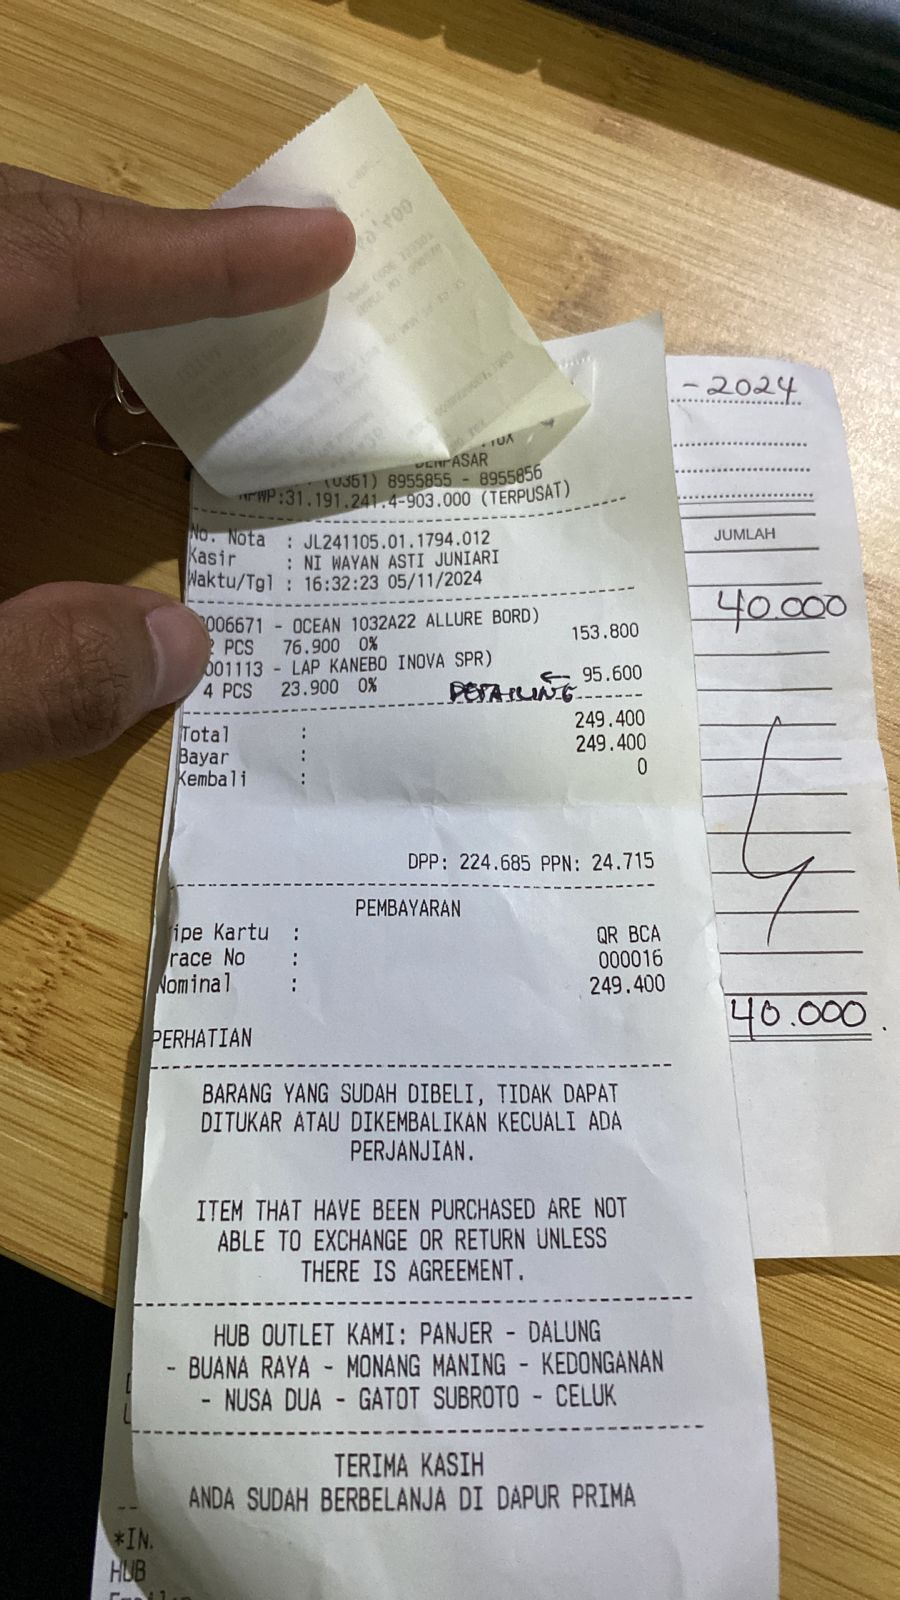 DENPASAR
(0361) 8955855 - 8955856
NPWP:31.191.241.4-903.000 (TERPUSAT)
No. Nota : JL241105.01.1794.012
Kasir : NI WAYAN ASTI JUNIARI
Waktu/Tgl : 16:32:23 05/11/2024
006671 - OCEAN 1032A22 ALLURE BORD)
2 PCS 76.900 0% 153.800
001113 - LAP KANEBO INOVA SPR)
4 PCS 23.900 0% 95.600
DETAILING ←
Total : 249.400
Bayar : 249.400
Kembali : 0
DPP: 224.685 PPN: 24.715
PEMBAYARAN
ipe Kartu : QR BCA
race No : 000016
Nominal : 249.400
PERHATIAN
BARANG YANG SUDAH DIBELI, TIDAK DAPAT
DITUKAR ATAU DIKEMBALIKAN KECUALI ADA
PERJANJIAN.
ITEM THAT HAVE BEEN PURCHASED ARE NOT
ABLE TO EXCHANGE OR RETURN UNLESS
THERE IS AGREEMENT.
HUB OUTLET KAMI: PANJER - DALUNG
- BUANA RAYA - MONANG MANING - KEDONGANAN
- NUSA DUA - GATOT SUBROTO - CELUK
TERIMA KASIH
ANDA SUDAH BERBELANJA DI DAPUR PRIMA
*IN.
HUB
- 2024
JUMLAH
40.000
40.000.